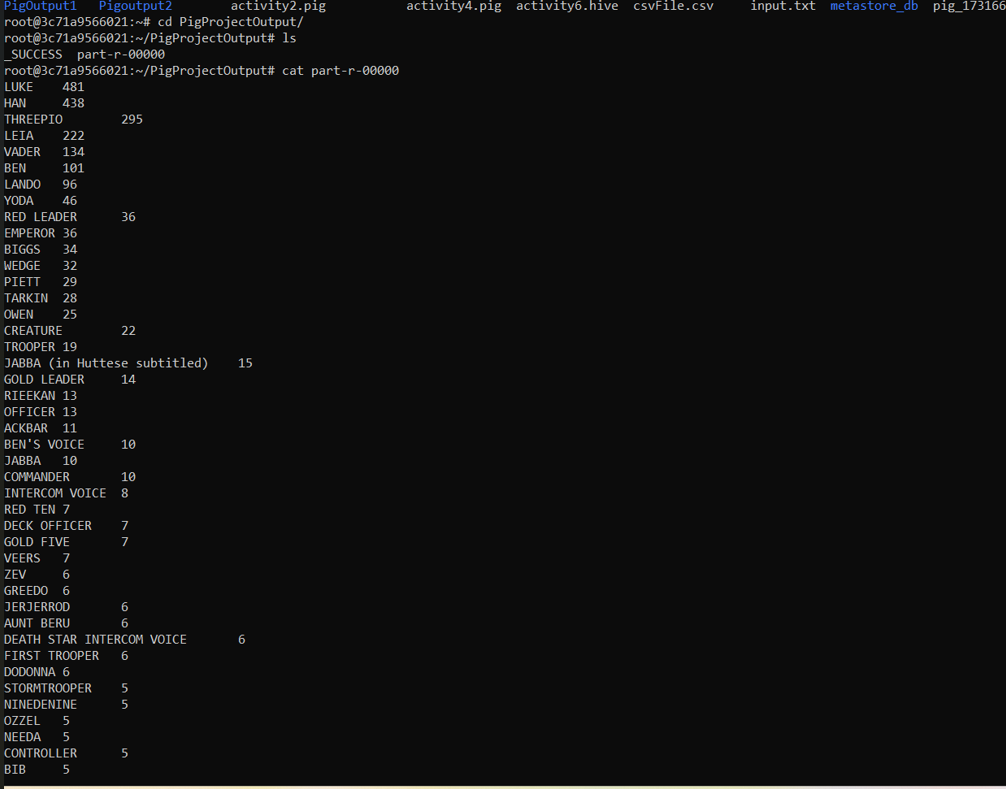 PigOutput1 Pigoutput2 activity2.pig activity4.pig activity6.hive csvFile.csv input.txt metastore_db pig_173166
root@3c71a9566021:~# cd PigProjectOutput/
root@3c71a9566021:~/PigProjectOutput# ls
_SUCCESS part-r-00000
root@3c71a9566021:~/PigProjectOutput# cat part-r-00000
LUKE 481
HAN 438
THREEPIO 295
LEIA 222
VADER 134
BEN 101
LANDO 96
YODA 46
RED LEADER 36
EMPEROR 36
BIGGS 34
WEDGE 32
PIETT 29
TARKIN 28
OWEN 25
CREATURE 22
TROOPER 19
JABBA (in Huttese subtitled) 15
GOLD LEADER 14
RIEEKAN 13
OFFICER 13
ACKBAR 11
BEN'S VOICE 10
JABBA 10
COMMANDER 10
INTERCOM VOICE 8
RED TEN 7
DECK OFFICER 7
GOLD FIVE 7
VEERS 7
ZEV 6
GREEDO 6
JERJERROD 6
AUNT BERU 6
DEATH STAR INTERCOM VOICE 6
FIRST TROOPER 6
DODONNA 6
STORMTROOPER 5
NINEDENINE 5
OZZEL 5
NEEDA 5
CONTROLLER 5
BIB 5